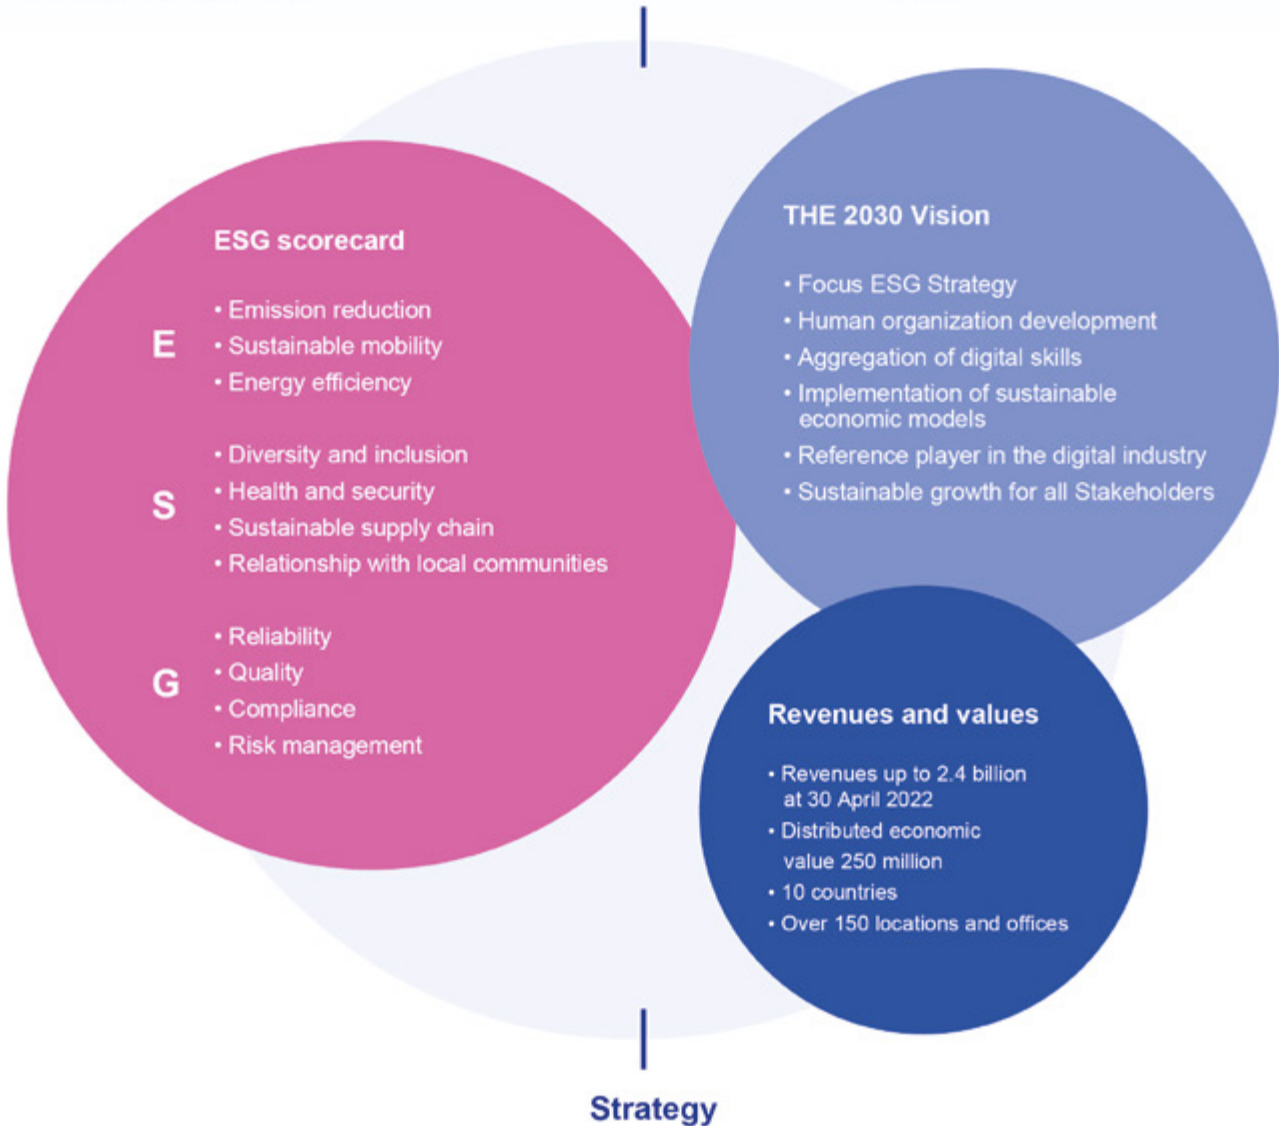 ESG scorecard
E
• Emission reduction
• Sustainable mobility
• Energy efficiency
S
• Diversity and inclusion
• Health and security
• Sustainable supply chain
• Relationship with local communities
G
• Reliability
• Quality
• Compliance
• Risk management
THE 2030 Vision
• Focus ESG Strategy
• Human organization development
• Aggregation of digital skills
• Implementation of sustainable
economic models
• Reference player in the digital industry
• Sustainable growth for all Stakeholders
Revenues and values
• Revenues up to 2.4 billion
at 30 April 2022
• Distributed economic
value 250 million
• 10 countries
• Over 150 locations and offices
Strategy